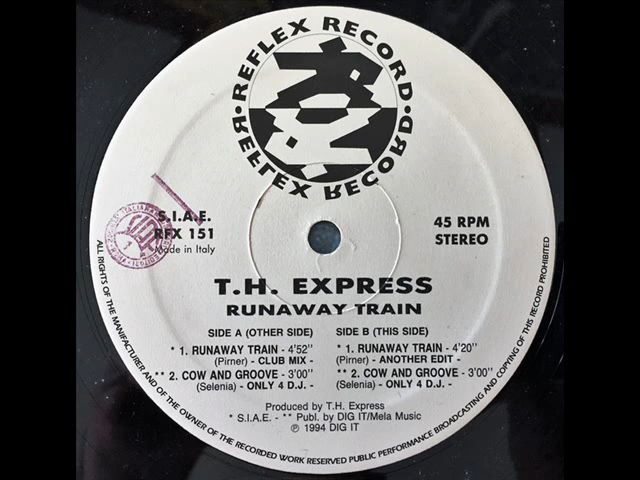 REFLEX RECORD
REFLEX RECORD
S.I.A.E.
RFX 151
Made in Italy
45 RPM
STEREO
T.H. EXPRESS
RUNAWAY TRAIN
SIDE A (OTHER SIDE)
* 1. RUNAWAY TRAIN - 4'52"
(Pirner) - CLUB MIX -
** 2. COW AND GROOVE - 3'00"
(Selenia) - ONLY 4 D.J. -
SIDE B (THIS SIDE)
* 1. RUNAWAY TRAIN - 4'20"
(Pirner) - ANOTHER EDIT -
** 2. COW AND GROOVE - 3'00"
(Selenia) - ONLY 4 D.J. -
Produced by T.H. Express
* S.I.A.E. - ** Publ. by DIG IT/Mela Music
℗ 1994 DIG IT
ALL RIGHTS OF THE MANUFACTURER AND OF THE OWNER OF THE RECORDED WORK RESERVED PUBLIC PERFORMANCE BROADCASTING AND COPYING OF THIS RECORD PROHIBITED